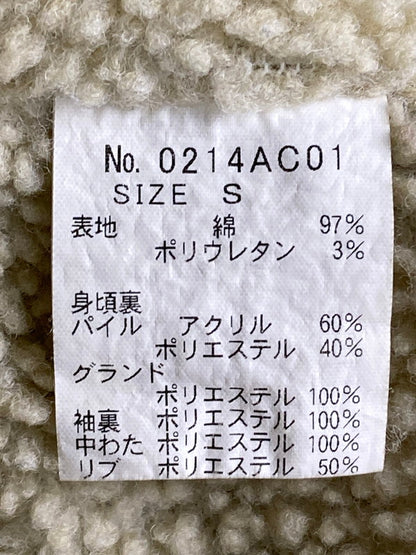 No. 0214AC01
SIZE S
表地 綿 97%
ポリウレタン 3%
身頃裏
パイル アクリル 60%
ポリエステル 40%
グランド
ポリエステル 100%
袖裏 ポリエステル 100%
中わた ポリエステル 100%
リブ ポリエステル 50%